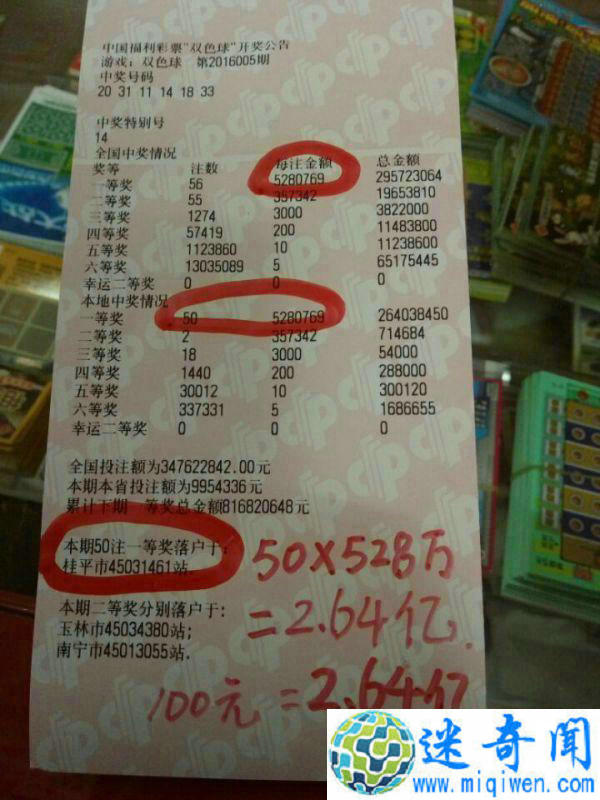 中国福利彩票"双色球"开奖公告
游戏: 双色球 第2016005期
中奖号码
20 31 11 14 18 33
中奖特别号
14
全国中奖情况
奖等 注数 每注金额 总金额
一等奖 56 5280769 295723064
二等奖 55 357342 19653810
三等奖 1274 3000 3822000
四等奖 57419 200 11483800
五等奖 1123860 10 11238600
六等奖 13035089 5 65175445
幸运二等奖 0 0 0
本地中奖情况
一等奖 50 5280769 264038450
二等奖 2 357342 714684
三等奖 18 3000 54000
四等奖 1440 200 288000
五等奖 30012 10 300120
六等奖 337331 5 1686655
幸运二等奖 0 0 0
全国投注额为347622842.00元
本期本省投注额为9954336元
累计下期一等奖总金额816820648元
本期50注一等奖落户于:
桂平市45031461站.
本期二等奖分别落户于:
玉林市45034380站;
南宁市45013055站.
50×528万
=2.64亿.
100元=2.64亿
迷奇闻
www.miqiwen.com